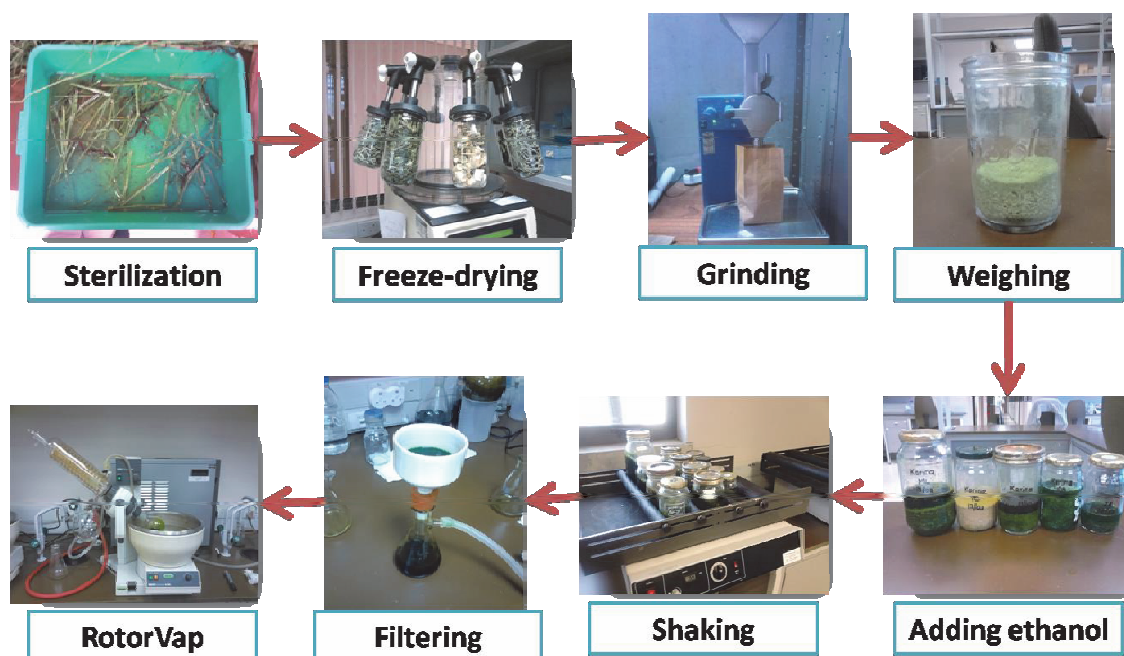 Sterilization
Freeze-drying
Grinding
Weighing
RotorVap
Filtering
Shaking
Adding ethanol